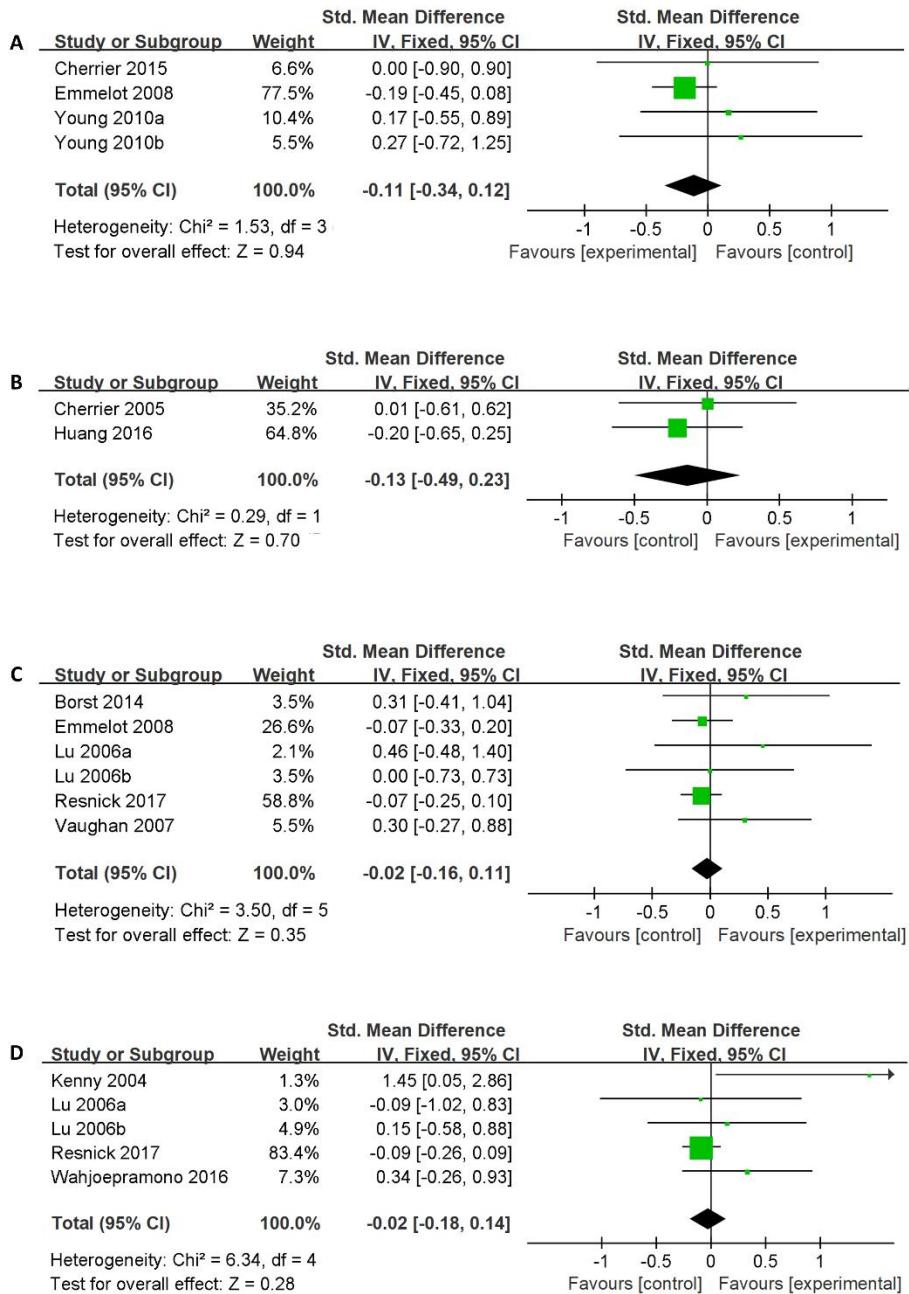 Std. Mean Difference Std. Mean Difference
A Study or Subgroup Weight IV, Fixed, 95% CI IV, Fixed, 95% CI
Cherrier 2015 6.6% 0.00 [-0.90, 0.90]
Emmelot 2008 77.5% -0.19 [-0.45, 0.08]
Young 2010a 10.4% 0.17 [-0.55, 0.89]
Young 2010b 5.5% 0.27 [-0.72, 1.25]
Total (95% CI) 100.0% -0.11 [-0.34, 0.12]
Heterogeneity: Chi² = 1.53, df = 3
-1 -0.5 0 0.5 1
Test for overall effect: Z = 0.94 Favours [experimental] Favours [control]
Std. Mean Difference Std. Mean Difference
B Study or Subgroup Weight IV, Fixed, 95% CI IV, Fixed, 95% CI
Cherrier 2005 35.2% 0.01 [-0.61, 0.62]
Huang 2016 64.8% -0.20 [-0.65, 0.25]
Total (95% CI) 100.0% -0.13 [-0.49, 0.23]
Heterogeneity: Chi² = 0.29, df = 1
-1 -0.5 0 0.5 1
Test for overall effect: Z = 0.70 Favours [control] Favours [experimental]
Std. Mean Difference Std. Mean Difference
C Study or Subgroup Weight IV, Fixed, 95% CI IV, Fixed, 95% CI
Borst 2014 3.5% 0.31 [-0.41, 1.04]
Emmelot 2008 26.6% -0.07 [-0.33, 0.20]
Lu 2006a 2.1% 0.46 [-0.48, 1.40]
Lu 2006b 3.5% 0.00 [-0.73, 0.73]
Resnick 2017 58.8% -0.07 [-0.25, 0.10]
Vaughan 2007 5.5% 0.30 [-0.27, 0.88]
Total (95% CI) 100.0% -0.02 [-0.16, 0.11]
Heterogeneity: Chi² = 3.50, df = 5
-1 -0.5 0 0.5 1
Test for overall effect: Z = 0.35 Favours [control] Favours [experimental]
Std. Mean Difference Std. Mean Difference
D Study or Subgroup Weight IV, Fixed, 95% CI IV, Fixed, 95% CI
Kenny 2004 1.3% 1.45 [0.05, 2.86]
Lu 2006a 3.0% -0.09 [-1.02, 0.83]
Lu 2006b 4.9% 0.15 [-0.58, 0.88]
Resnick 2017 83.4% -0.09 [-0.26, 0.09]
Wahjoepramono 2016 7.3% 0.34 [-0.26, 0.93]
Total (95% CI) 100.0% -0.02 [-0.18, 0.14]
Heterogeneity: Chi² = 6.34, df = 4
-1 -0.5 0 0.5 1
Test for overall effect: Z = 0.28 Favours [control] Favours [experimental]